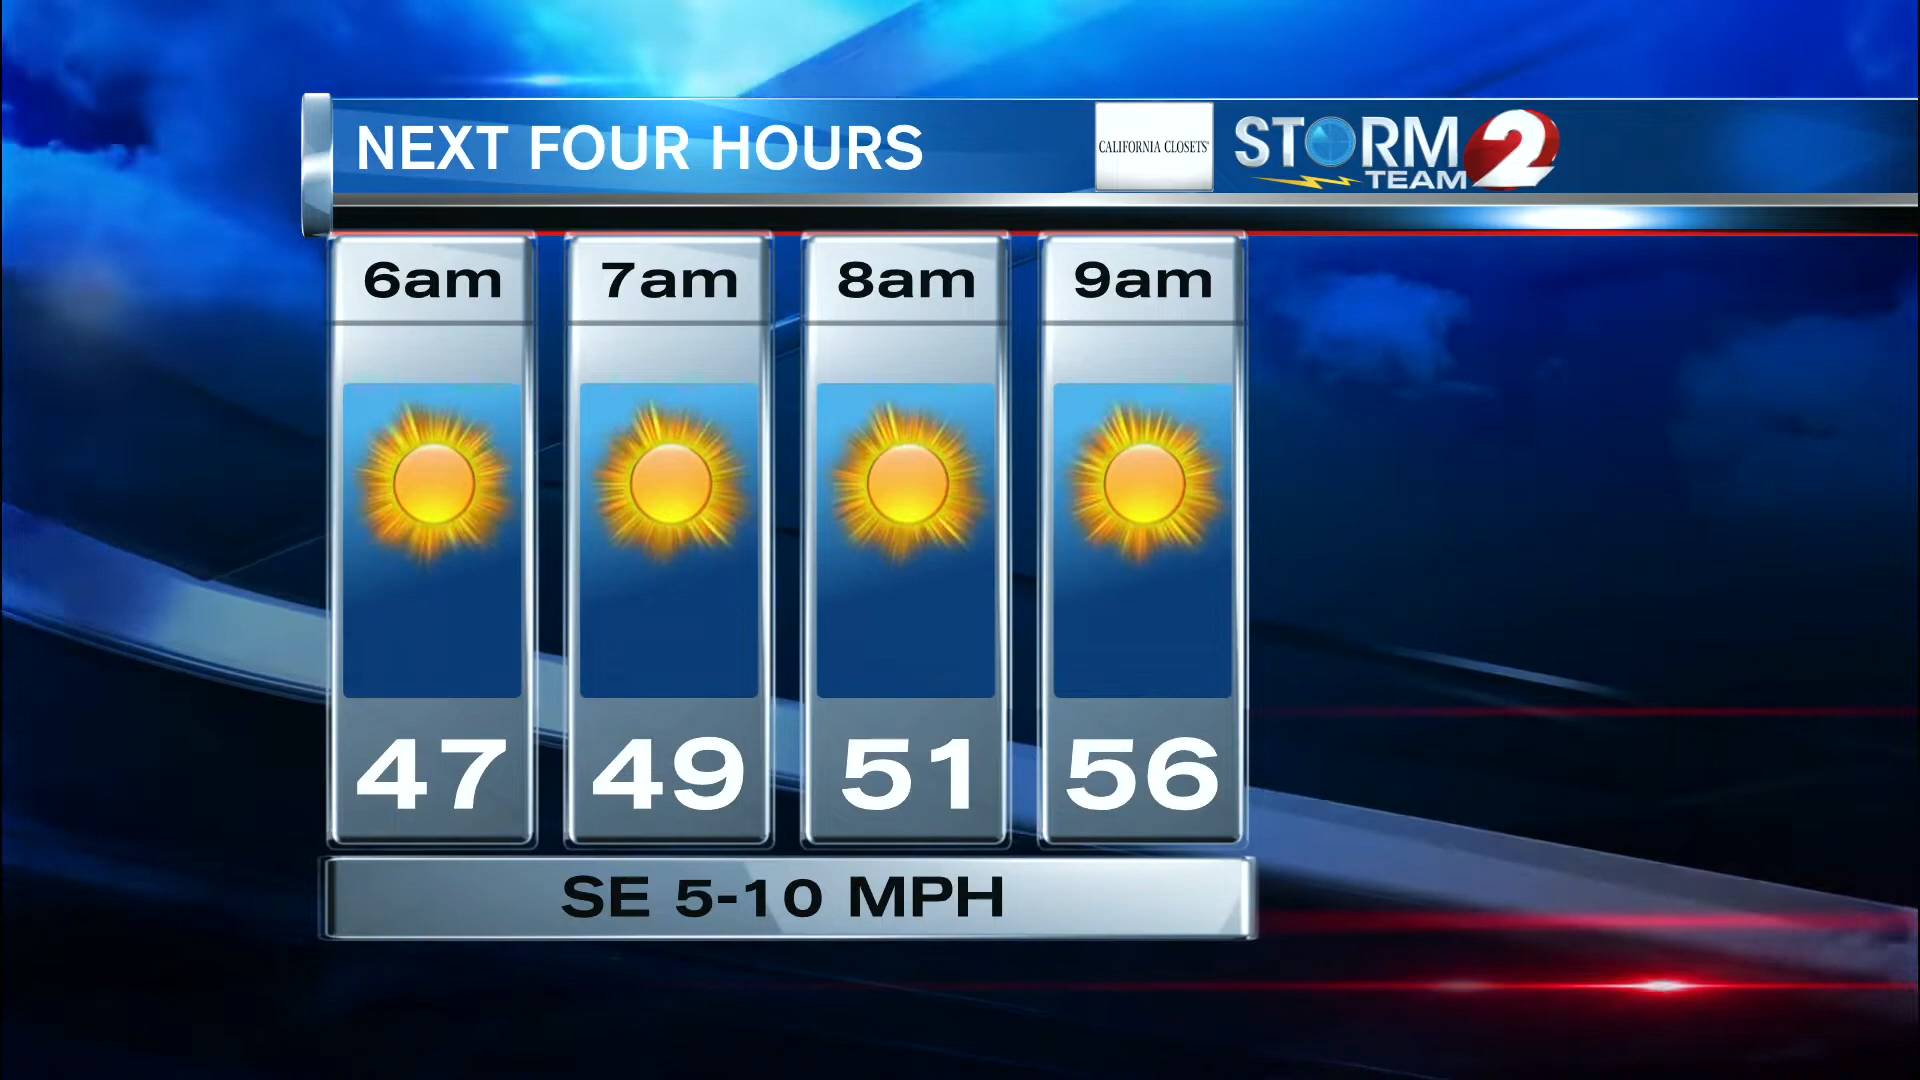 NEXT FOUR HOURS
CALIFORNIA CLOSETS®
STORM
TEAM 2
6am 7am 8am 9am
47 49 51 56
SE 5-10 MPH